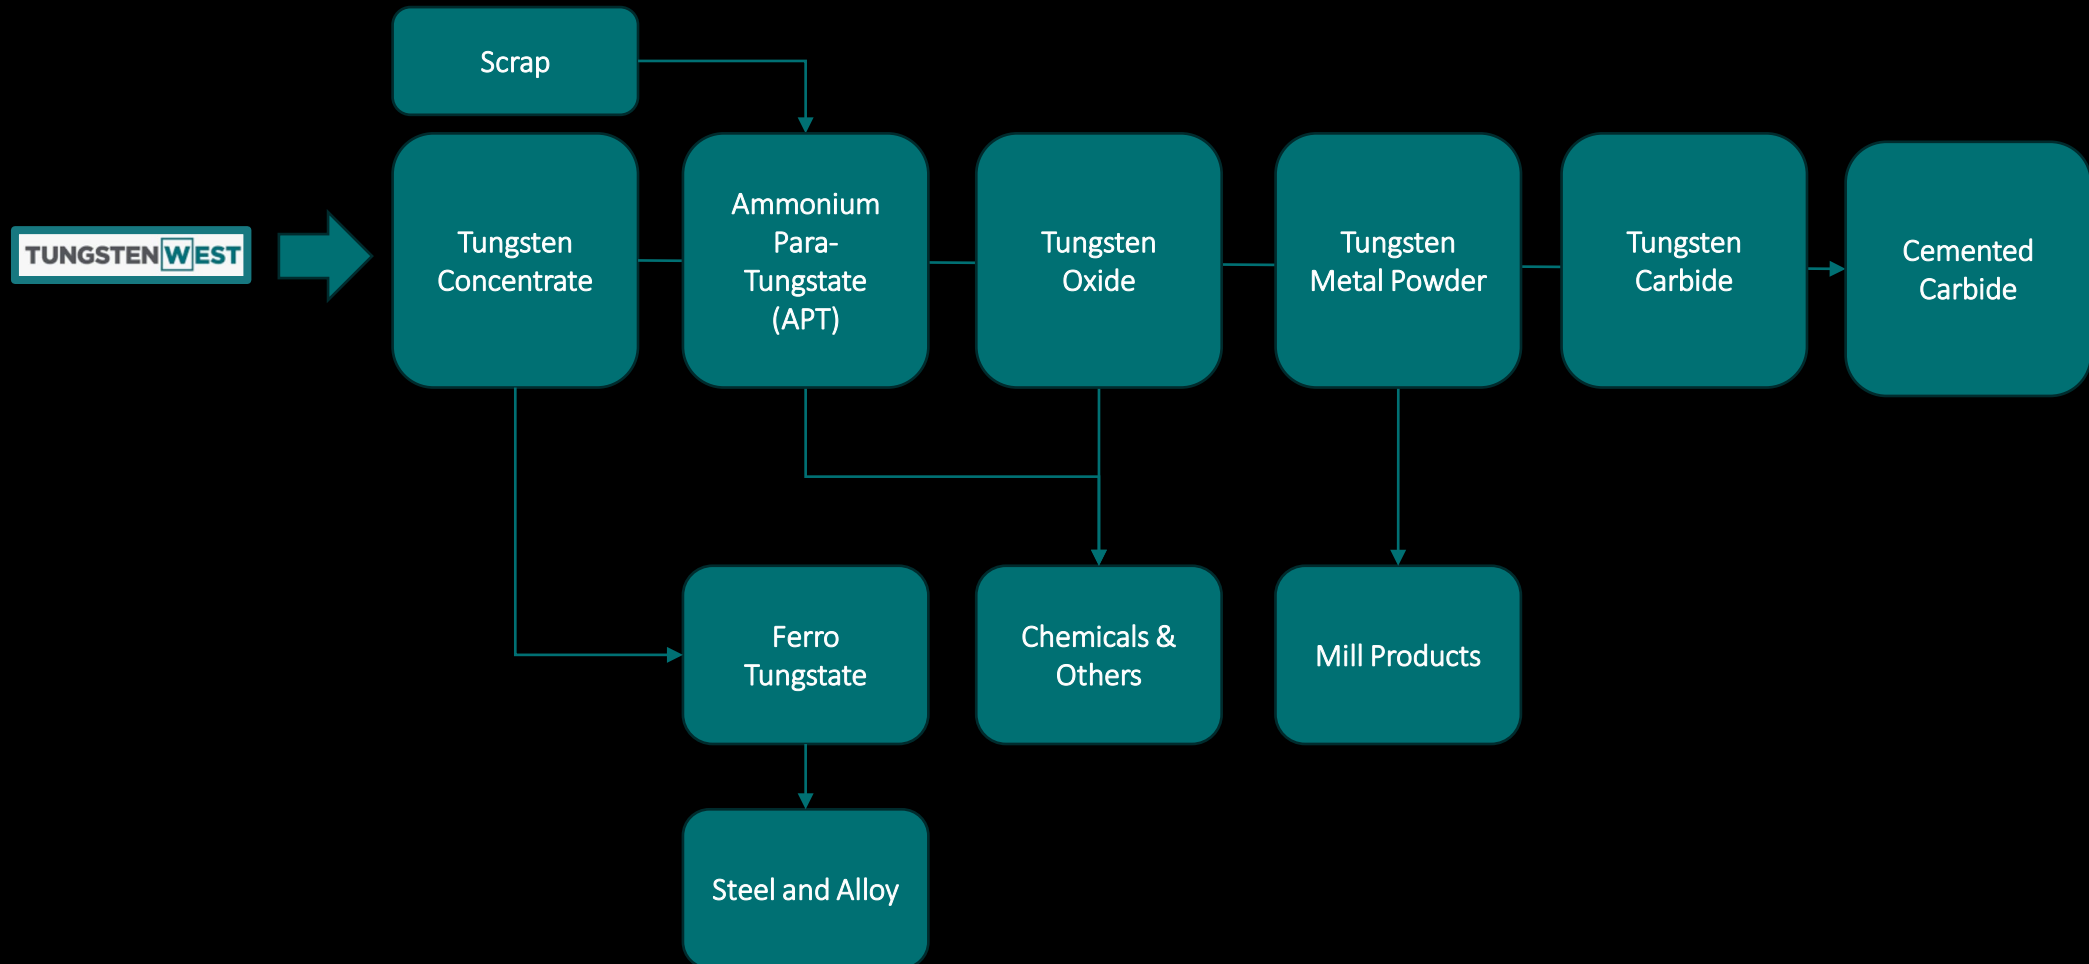 Scrap
TUNGSTENWEST
Tungsten
Concentrate
Ammonium
Para-
Tungstate
(APT)
Tungsten
Oxide
Tungsten
Metal Powder
Tungsten
Carbide
Cemented
Carbide
Ferro
Tungstate
Chemicals &
Others
Mill Products
Steel and Alloy